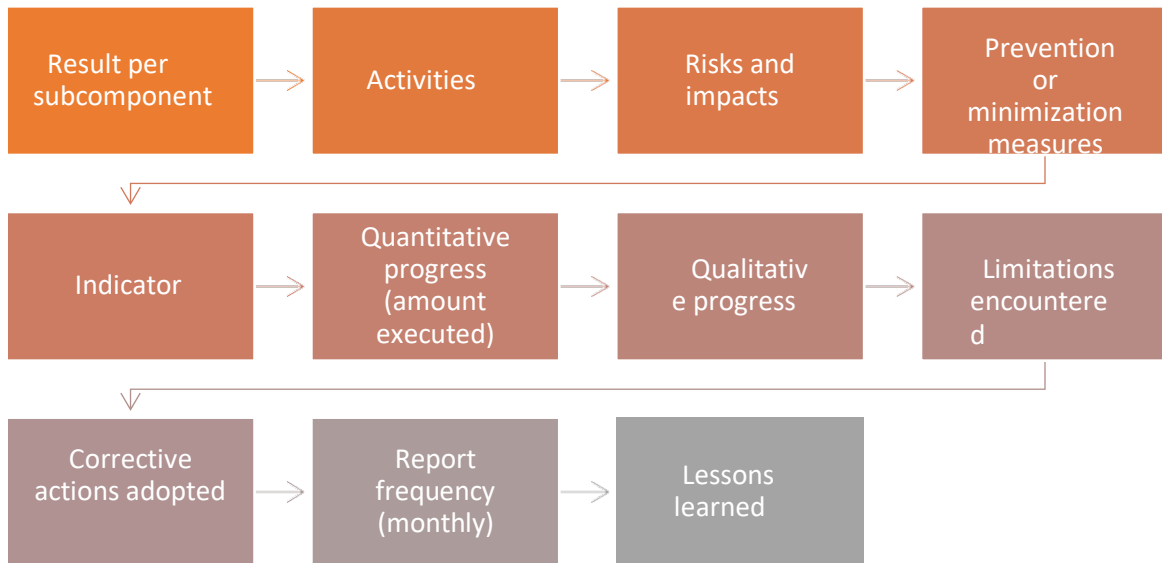 Result per
subcomponent
Activities
Risks and
impacts
Prevention
or
minimization
measures
Indicator
Quantitative
progress
(amount
executed)
Qualitativ
e progress
Limitations
encountere
d
Corrective
actions adopted
Report
frequency
(monthly)
Lessons
learned